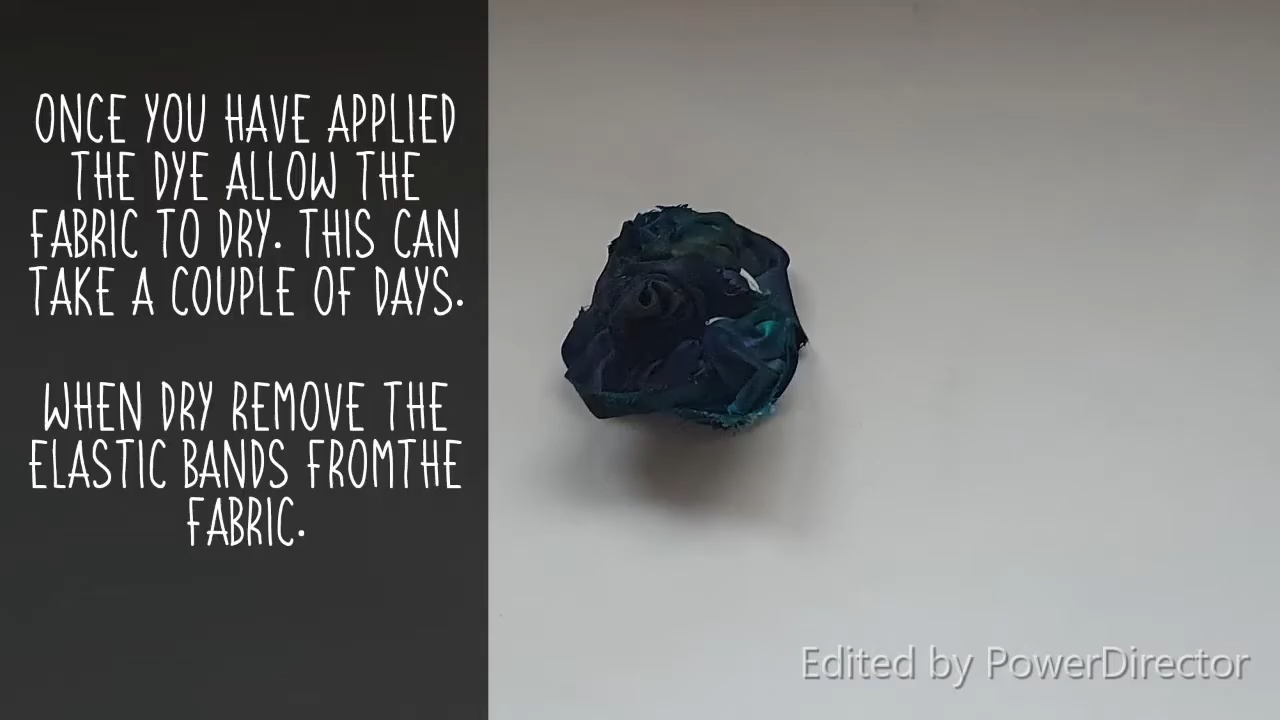 ONCE YOU HAVE APPLIED
THE DYE ALLOW THE
FABRIC TO DRY. THIS CAN
TAKE A COUPLE OF DAYS.
WHEN DRY REMOVE THE
ELASTIC BANDS FROMTHE
FABRIC.
Edited by PowerDirector